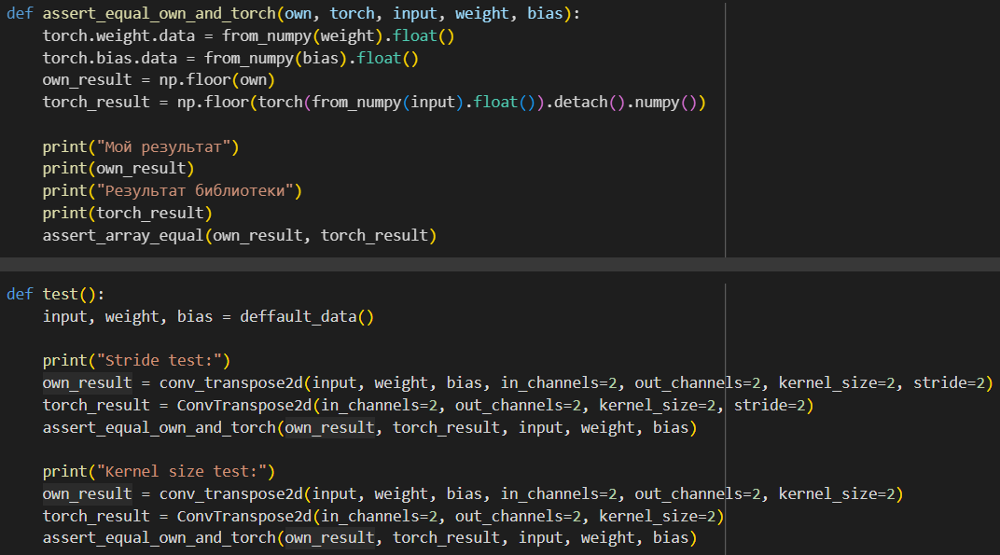 def assert_equal_own_and_torch(own, torch, input, weight, bias):
    torch.weight.data = from_numpy(weight).float()
    torch.bias.data = from_numpy(bias).float()
    own_result = np.floor(own)
    torch_result = np.floor(torch(from_numpy(input).float()).detach().numpy())
    print("Мой результат")
    print(own_result)
    print("Результат библиотеки")
    print(torch_result)
    assert_array_equal(own_result, torch_result)
def test():
    input, weight, bias = deffault_data()
    print("Stride test:")
    own_result = conv_transpose2d(input, weight, bias, in_channels=2, out_channels=2, kernel_size=2, stride=2)
    torch_result = ConvTranspose2d(in_channels=2, out_channels=2, kernel_size=2, stride=2)
    assert_equal_own_and_torch(own_result, torch_result, input, weight, bias)
    print("Kernel size test:")
    own_result = conv_transpose2d(input, weight, bias, in_channels=2, out_channels=2, kernel_size=2)
    torch_result = ConvTranspose2d(in_channels=2, out_channels=2, kernel_size=2)
    assert_equal_own_and_torch(own_result, torch_result, input, weight, bias)